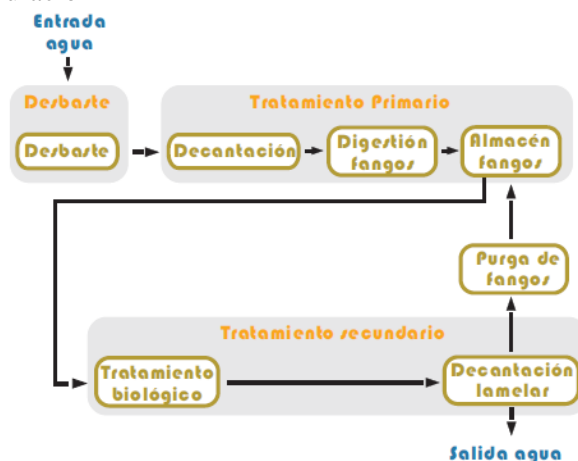 Entrada
agua
Desbaste
Tratamiento Primario
Desbaste
Decantación
Digestión
fangos
Almacén
fangos
Purga de
fangos
Tratamiento secundario
Tratamiento
biológico
Decantación
lamelar
Salida agua